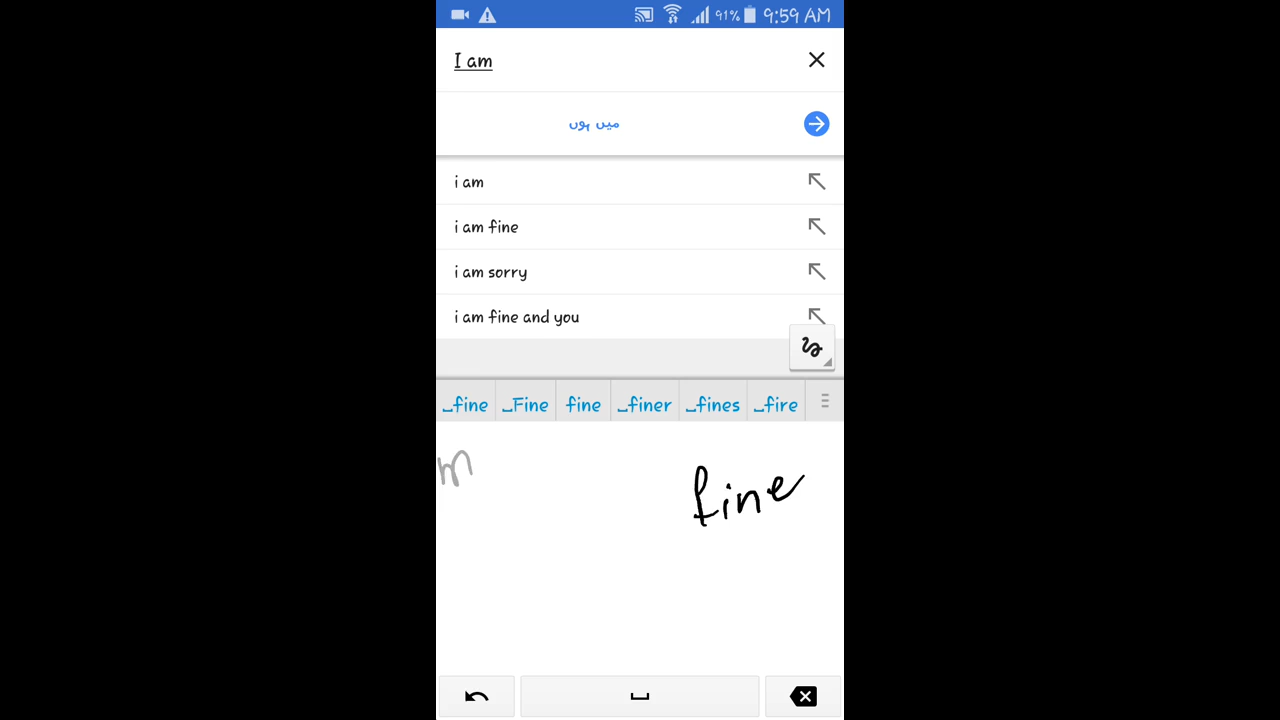 91% 9:59 AM
I am
میں ہوں
i am
i am fine
i am sorry
i am fine and you
␣fine ␣Fine fine ␣finer ␣fines ␣fire
m fine